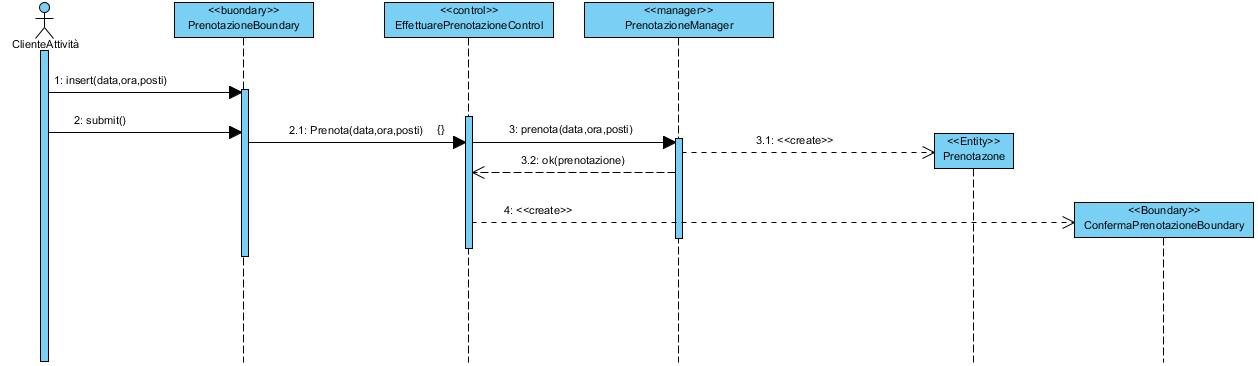 ClienteAttività
<<buondary>>
PrenotazioneBoundary
<<control>>
EffettuarePrenotazioneControl
<<manager>>
PrenotazioneManager
1: insert(data,ora,posti)
2: submit()
2.1: Prenota(data,ora,posti) {}
3: prenota(data,ora,posti)
3.1: <<create>>
<<Entity>>
Prenotazone
3.2: ok(prenotazione)
4: <<create>>
<<Boundary>>
ConfermaPrenotazioneBoundary